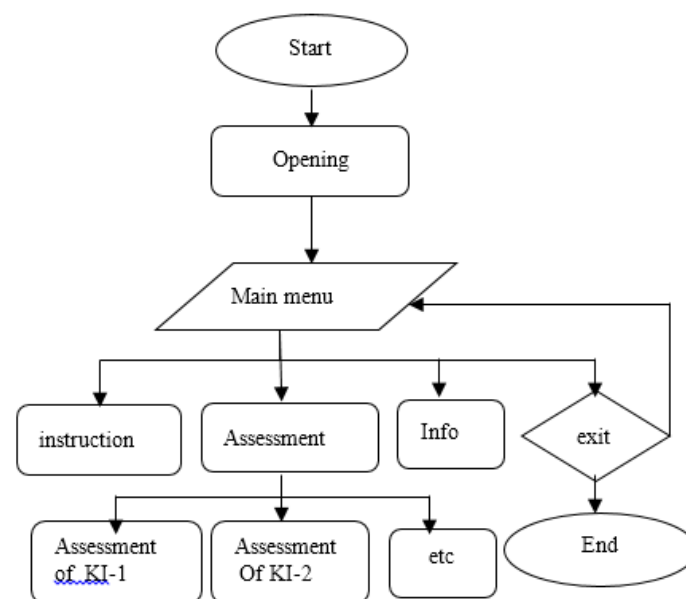 Start
Opening
Main menu
instruction
Assessment
Info
exit
Assessment
of KI-1
Assessment
Of KI-2
etc
End